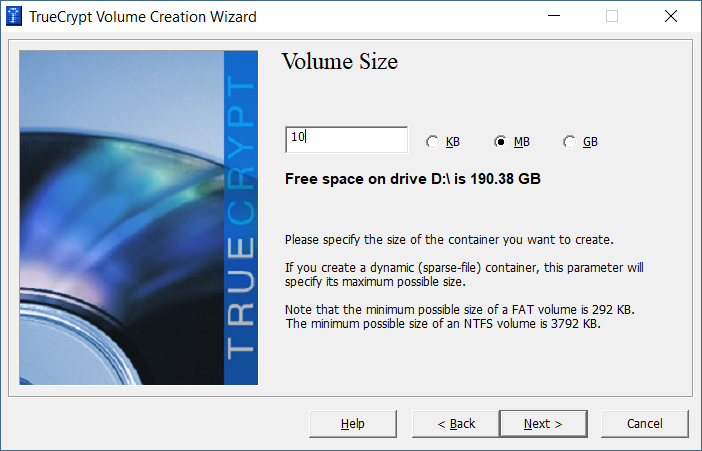 TrueCrypt Volume Creation Wizard
TRUECRYPT
Volume Size
10
KB
MB
GB
Free space on drive D:\ is 190.38 GB
Please specify the size of the container you want to create.
If you create a dynamic (sparse-file) container, this parameter will
specify its maximum possible size.
Note that the minimum possible size of a FAT volume is 292 KB.
The minimum possible size of an NTFS volume is 3792 KB.
Help
< Back
Next >
Cancel